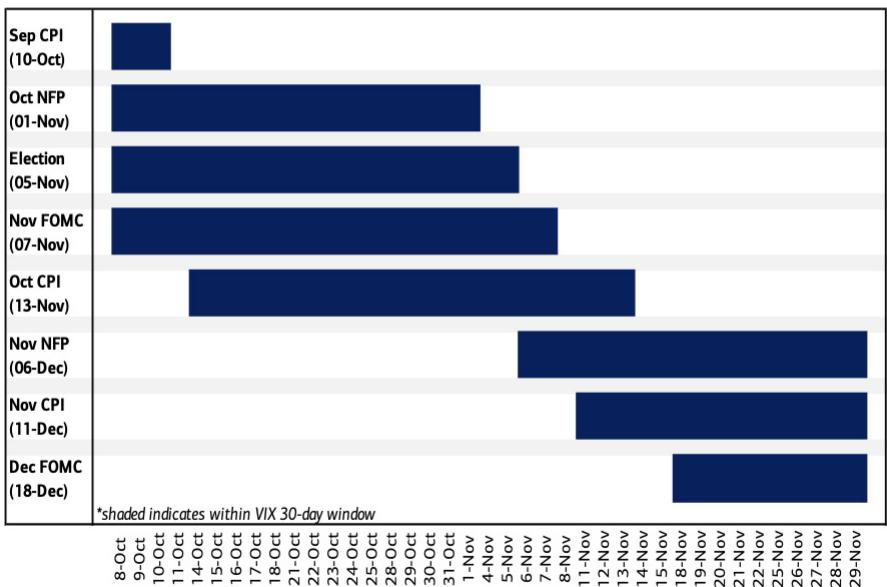 Sep CPI
(10-Oct)
Oct NFP
(01-Nov)
Election
(05-Nov)
Nov FOMC
(07-Nov)
Oct CPI
(13-Nov)
Nov NFP
(06-Dec)
Nov CPI
(11-Dec)
Dec FOMC
(18-Dec)
*shaded indicates within VIX 30-day window
8-Oct
9-Oct
10-Oct
11-Oct
14-Oct
15-Oct
16-Oct
17-Oct
18-Oct
21-Oct
22-Oct
23-Oct
24-Oct
25-Oct
28-Oct
29-Oct
30-Oct
31-Oct
1-Nov
4-Nov
5-Nov
6-Nov
7-Nov
8-Nov
11-Nov
12-Nov
13-Nov
14-Nov
15-Nov
18-Nov
19-Nov
20-Nov
21-Nov
22-Nov
25-Nov
26-Nov
27-Nov
28-Nov
29-Nov